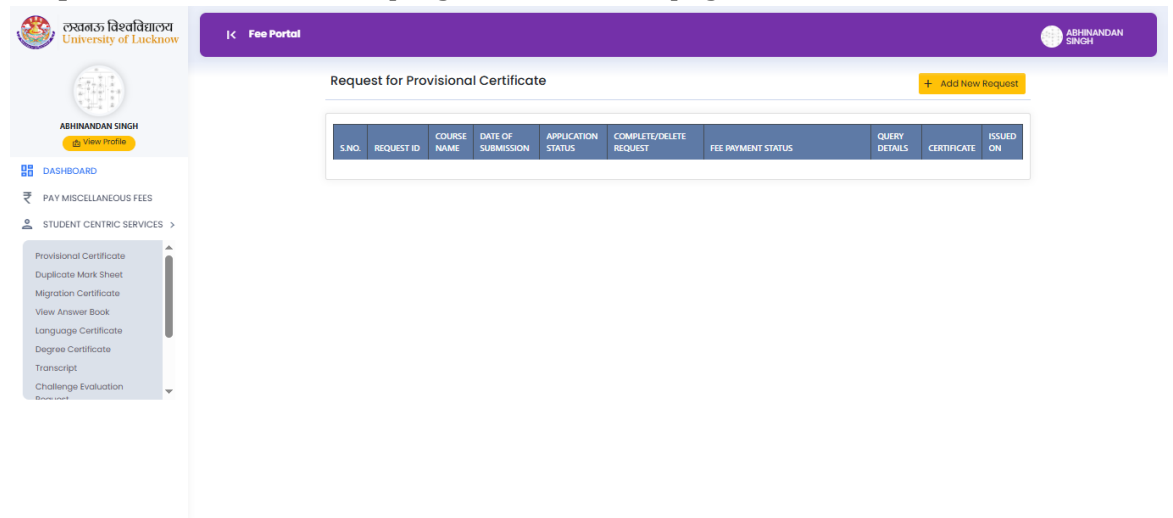 लखनऊ विश्वविद्यालय
University of Lucknow
Fee Portal
ABHINANDAN
SINGH
ABHINANDAN SINGH
View Profile
DASHBOARD
₹ PAY MISCELLANEOUS FEES
STUDENT CENTRIC SERVICES >
Provisional Certificate
Duplicate Mark Sheet
Migration Certificate
View Answer Book
Language Certificate
Degree Certificate
Transcript
Challenge Evaluation
Request
Request for Provisional Certificate
+ Add New Request
S.NO. REQUEST ID COURSE NAME DATE OF SUBMISSION APPLICATION STATUS COMPLETE/DELETE REQUEST FEE PAYMENT STATUS QUERY DETAILS CERTIFICATE ISSUED ON